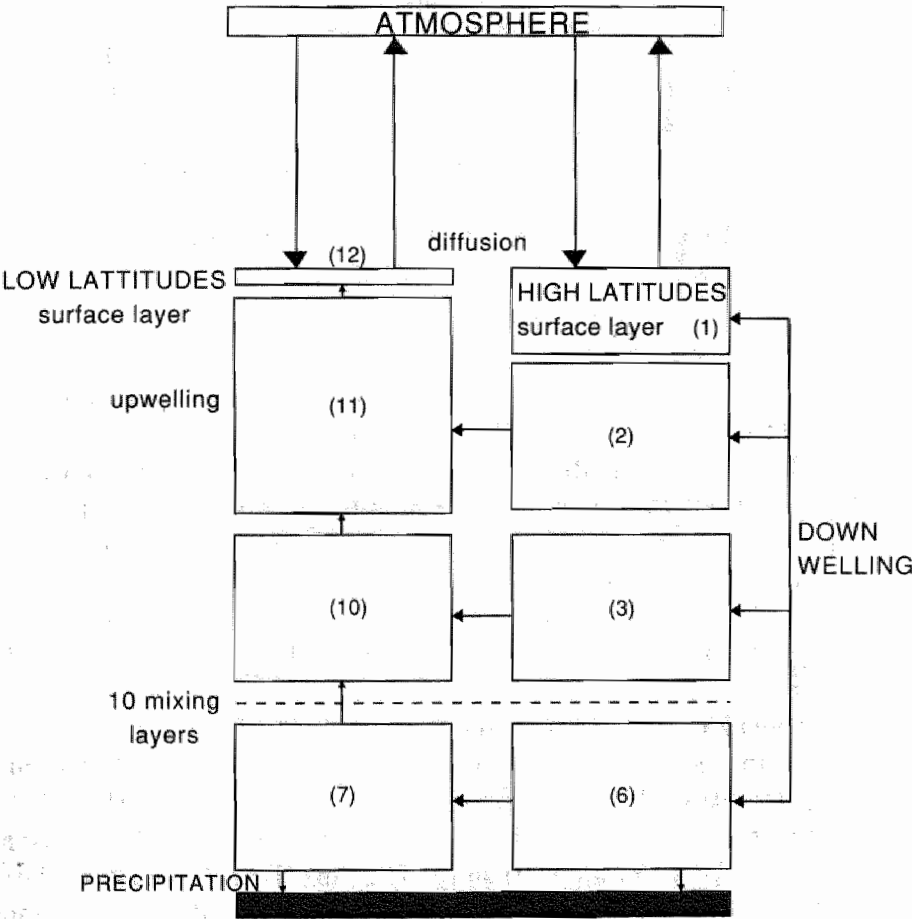 ATMOSPHERE
diffusion
(12)
LOW LATTITUDES
surface layer
HIGH LATITUDES
surface layer (1)
upwelling
(11)
(2)
DOWN
WELLING
(10)
(3)
10 mixing
layers
(7)
(6)
PRECIPITATION